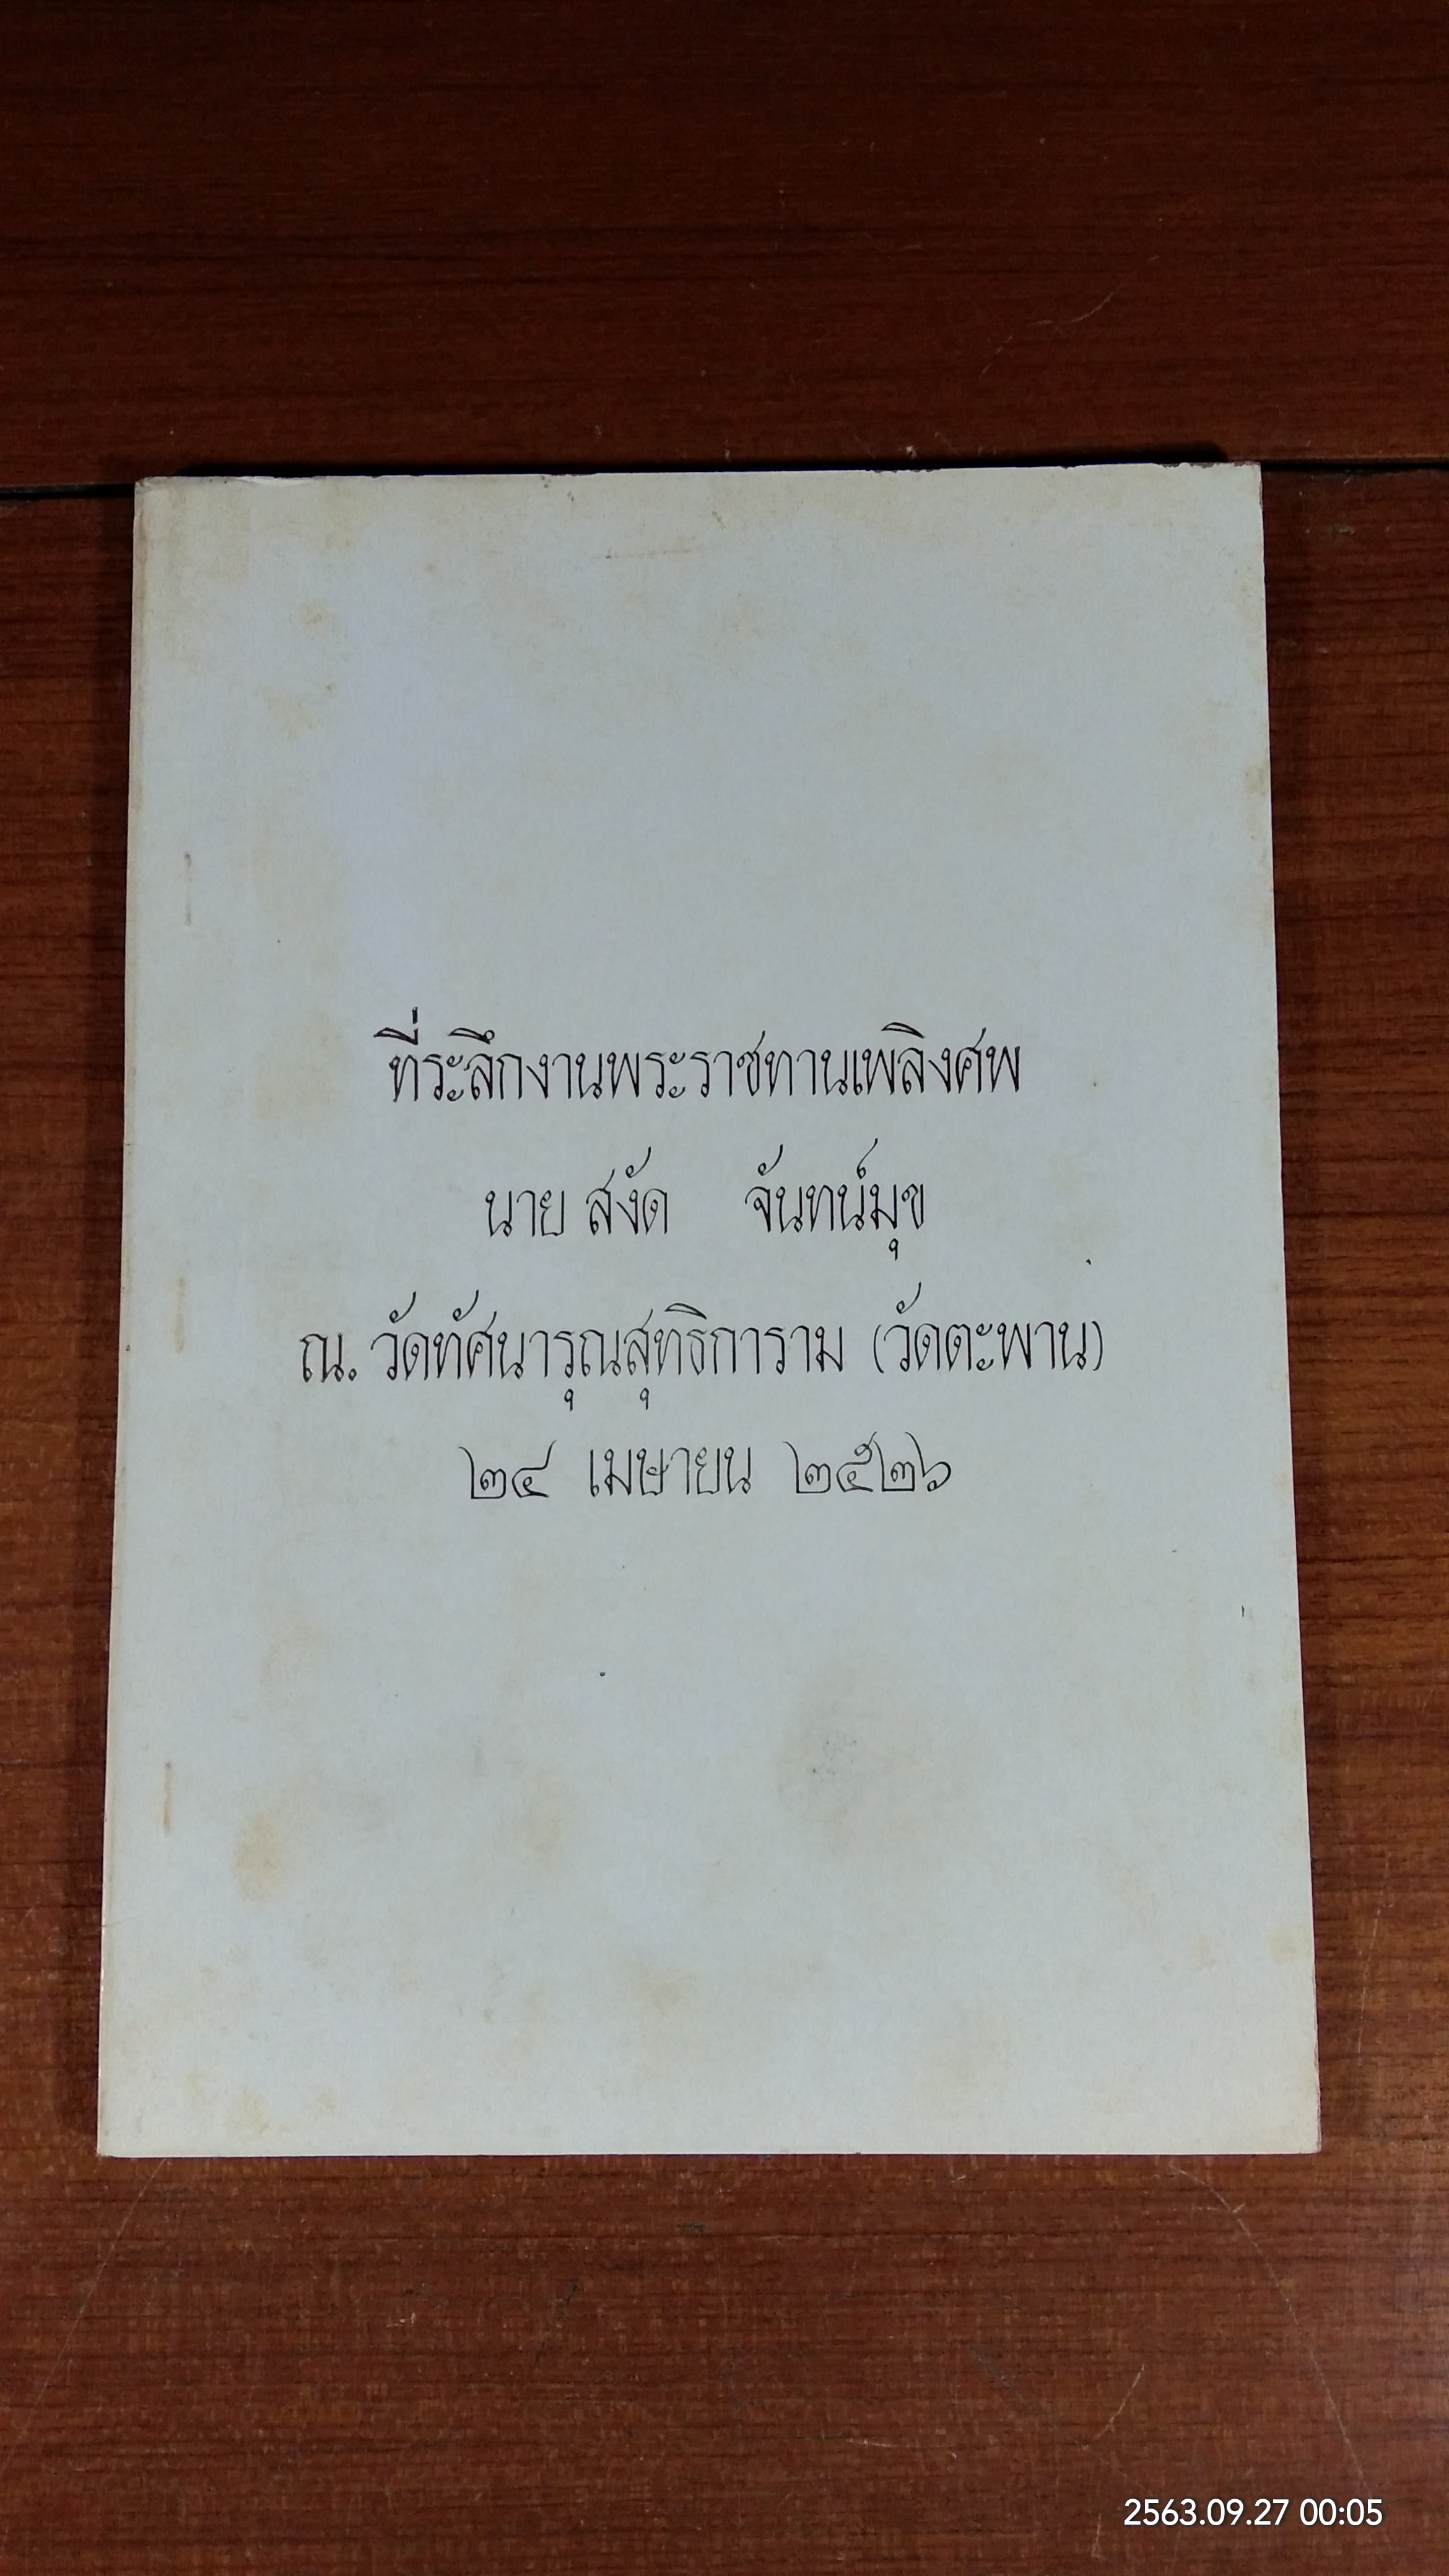 ที่ระลึกงานพระราชทานเพลิงศพ
นาย สงัด จันทน์มุข
ณ. วัดทัศนารุณสุทธิการาม (วัดตะพาน)
๒๔ เมษายน ๒๕๒๖
2563.09.27 00:05